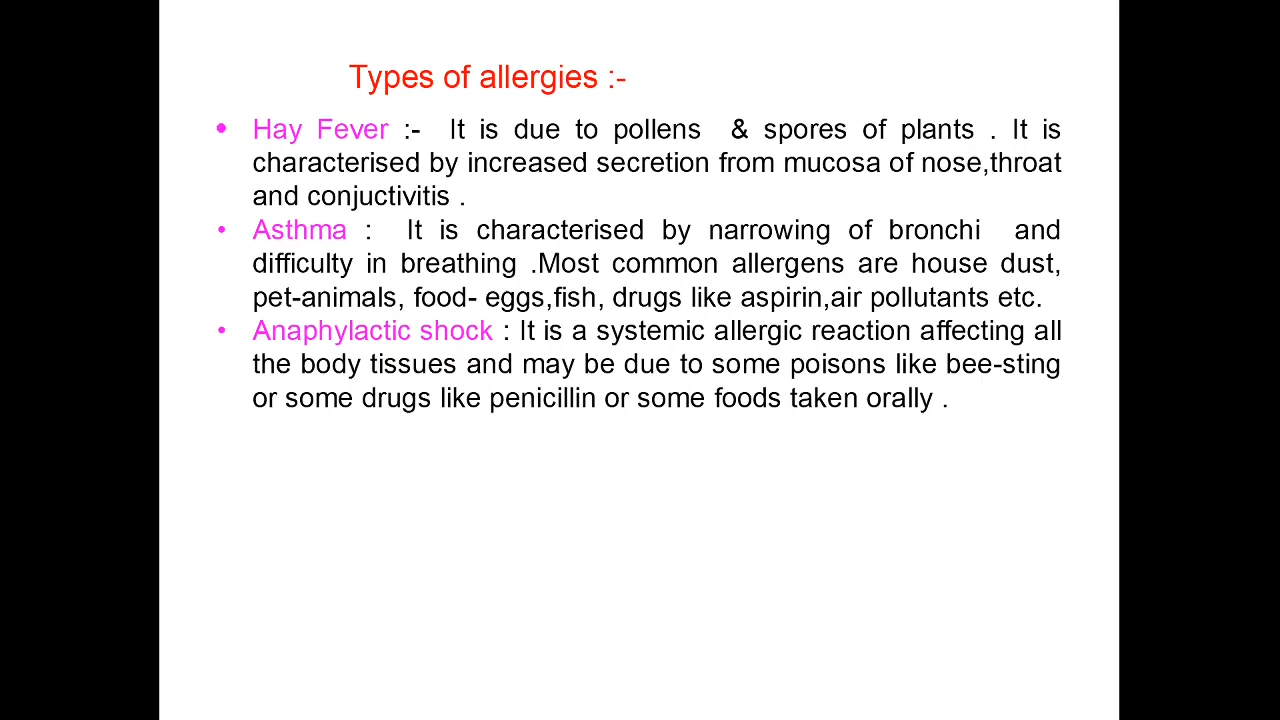 Types of allergies :-
• Hay Fever :- It is due to pollens & spores of plants . It is
characterised by increased secretion from mucosa of nose,throat
and conjuctivitis .
• Asthma : It is characterised by narrowing of bronchi and
difficulty in breathing .Most common allergens are house dust,
pet-animals, food- eggs,fish, drugs like aspirin,air pollutants etc.
• Anaphylactic shock : It is a systemic allergic reaction affecting all
the body tissues and may be due to some poisons like bee-sting
or some drugs like penicillin or some foods taken orally .